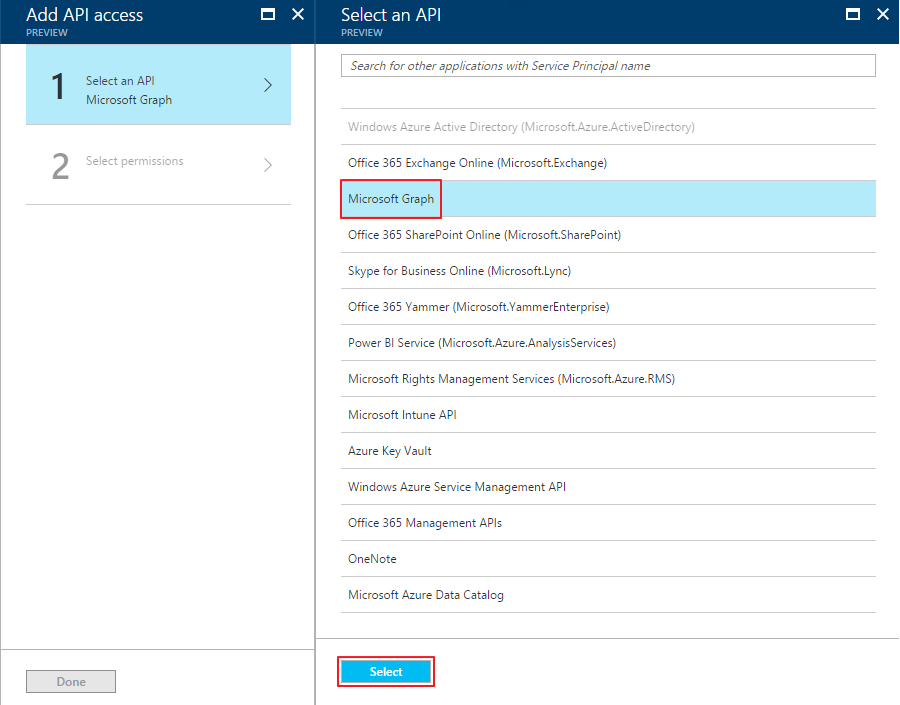 Add API access
PREVIEW
1
Select an API
Microsoft Graph
2
Select permissions
Done
Select an API
PREVIEW
Search for other applications with Service Principal name
Windows Azure Active Directory (Microsoft.Azure.ActiveDirectory)
Office 365 Exchange Online (Microsoft.Exchange)
Microsoft Graph
Office 365 SharePoint Online (Microsoft.SharePoint)
Skype for Business Online (Microsoft.Lync)
Office 365 Yammer (Microsoft.YammerEnterprise)
Power BI Service (Microsoft.Azure.AnalysisServices)
Microsoft Rights Management Services (Microsoft.Azure.RMS)
Microsoft Intune API
Azure Key Vault
Windows Azure Service Management API
Office 365 Management APIs
OneNote
Microsoft Azure Data Catalog
Select